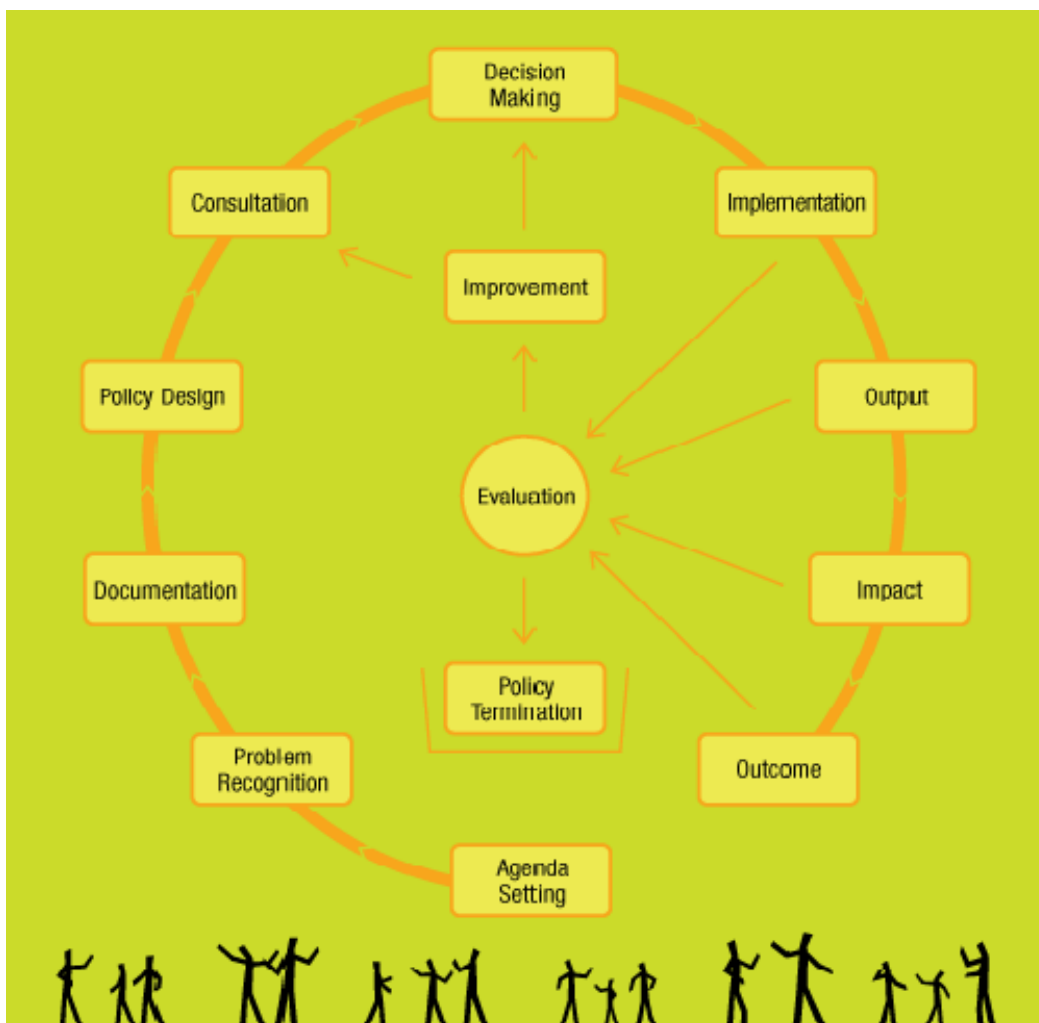 Decision
Making
Consultation
Implementation
Improvement
Policy Design
Output
Evaluation
Documentation
Impact
Policy
Termination
Problem
Recognition
Outcome
Agenda
Setting